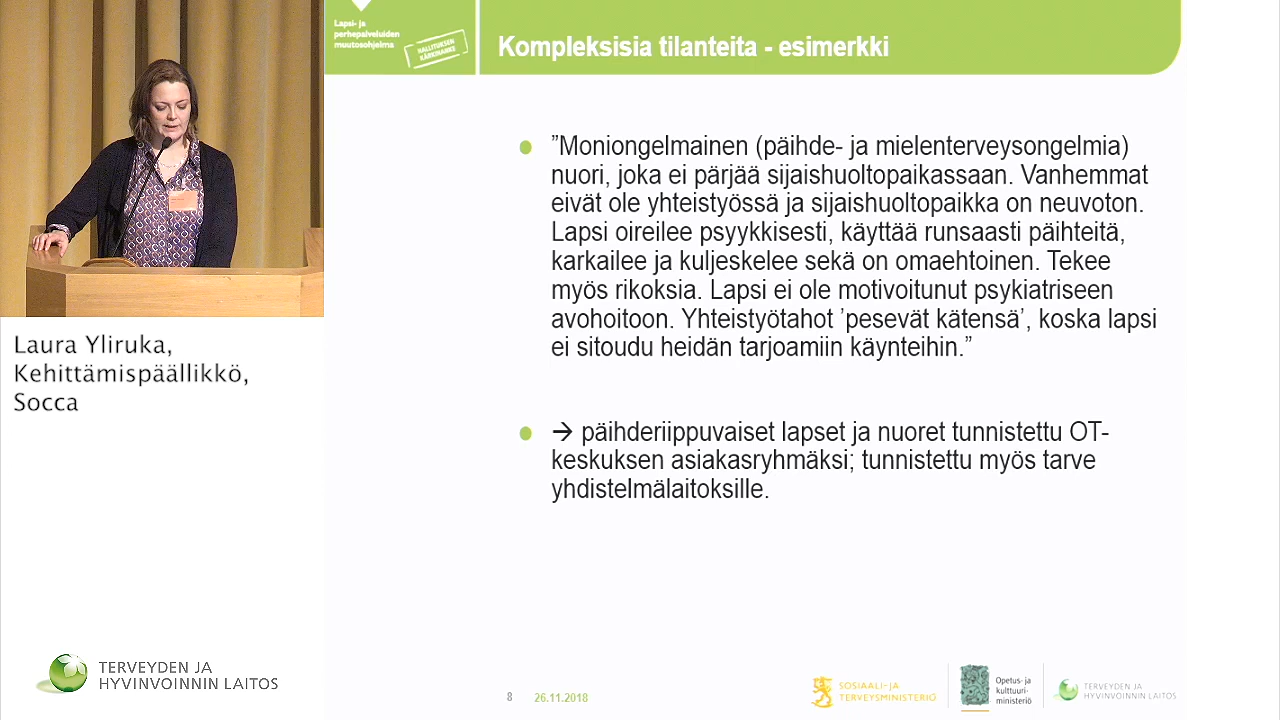 Lapsi- ja
perhepalveluiden
muutosohjelma
HALLITUKSEN
KÄRKIHANKE
Kompleksisia tilanteita - esimerkki
”Moniongelmainen (päihde- ja mielenterveysongelmia)
nuori, joka ei pärjää sijaishuoltopaikassaan. Vanhemmat
eivät ole yhteistyössä ja sijaishuoltopaikka on neuvoton.
Lapsi oireilee psyykkisesti, käyttää runsaasti päihteitä,
karkailee ja kuljeskelee sekä on omaehtoinen. Tekee
myös rikoksia. Lapsi ei ole motivoitunut psykiatriseen
avohoitoon. Yhteistyötahot ’pesevät kätensä’, koska lapsi
ei sitoudu heidän tarjoamiin käynteihin.”
→ päihderiippuvaiset lapset ja nuoret tunnistettu OT-
keskuksen asiakasryhmäksi; tunnistettu myös tarve
yhdistelmälaitoksille.
Laura Yliruka,
Kehittämispäällikkö,
Socca
TERVEYDEN JA
HYVINVOINNIN LAITOS
8 26.11.2018
SOSIAALI- JA
TERVEYSMINISTERIÖ
Opetus- ja
kulttuuri-
ministeriö
TERVEYDEN JA
HYVINVOINNIN LAITOS